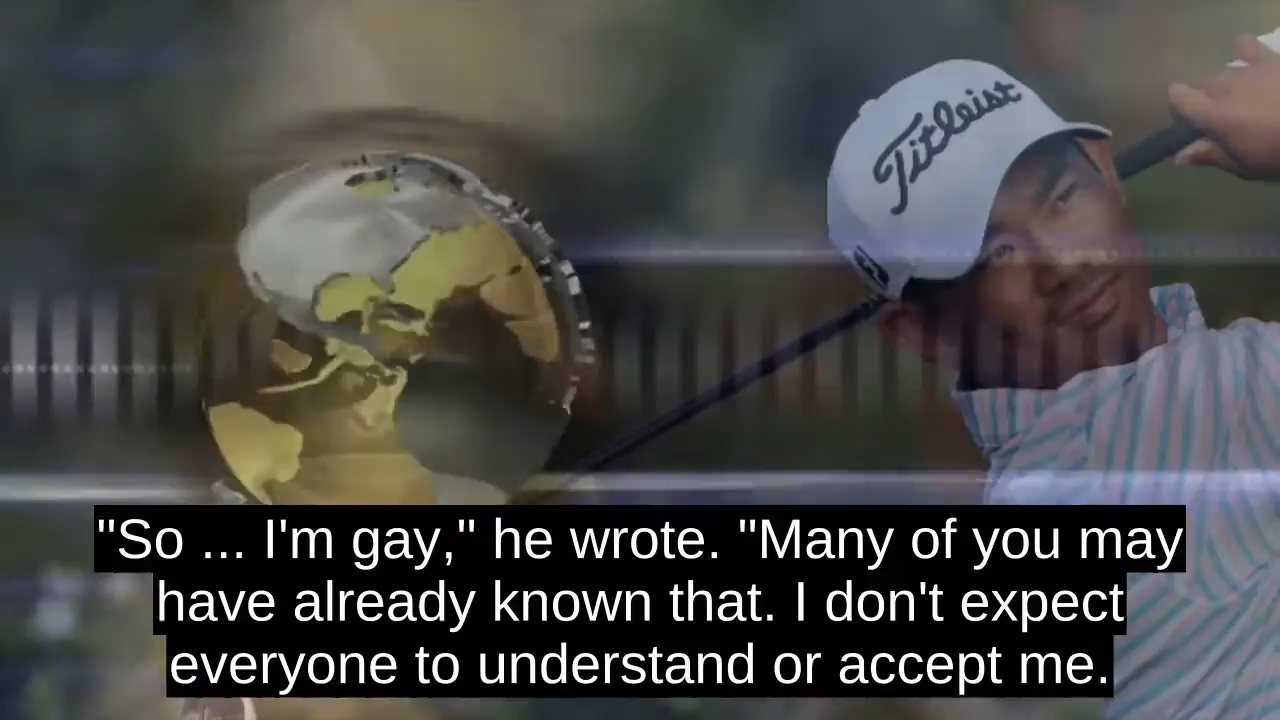 Titleist
"So ... I'm gay," he wrote. "Many of you may
have already known that. I don't expect
everyone to understand or accept me.